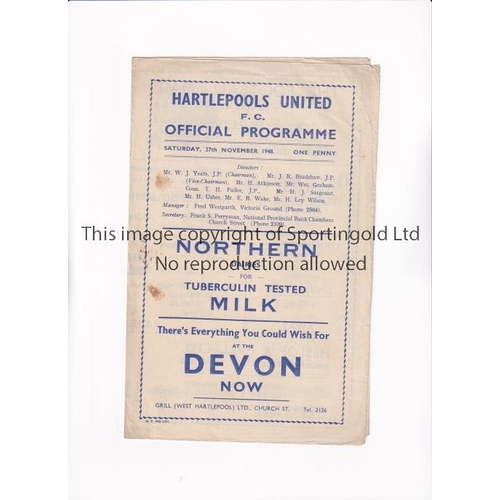 HARTLEPOOLS UNITED
F.C.
OFFICIAL PROGRAMME
SATURDAY, 27th NOVEMBER 1948. ONE PENNY
Directors:
Mr. W. J. Yeats, J.P. (Chairman), Mr. J. R. Bradshaw, J.P.
(Vice-Chairman), Mr. H. Atkinson, Mr. Wm. Graham,
Coun. T. H. Pailor, J.P., Mr. H. J. Sargeant,
Mr. H. Usher, Mr. E. R. Wake, Mr. H. Ley Wilson.
Manager: Fred Westgarth, Victoria Ground (Phone 2584).
Secretary: Frank S. Perryman, National Provincial Bank Chambers
Church Street (Phone
This image copyright of Sportingold Ltd
NORTHERN
No reproduction allowed
— FOR —
TUBERCULIN TESTED
MILK
There's Everything You Could Wish For
AT THE
DEVON
NOW
GRILL (WEST HARTLEPOOL) LTD., CHURCH ST. Tel. 2126